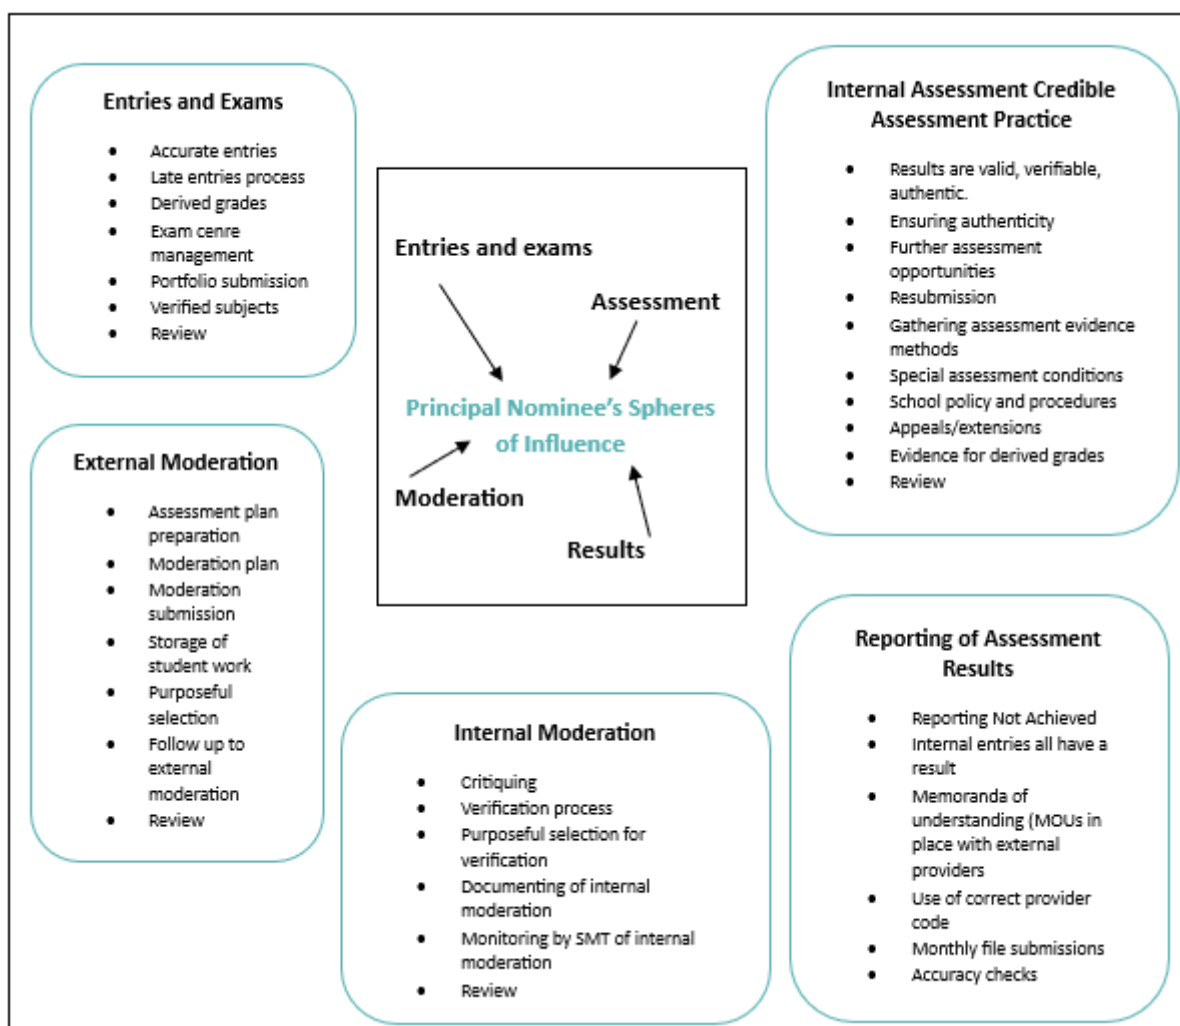 Entries and Exams
● Accurate entries
● Late entries process
● Derived grades
● Exam cenre
management
● Portfolio submission
● Verified subjects
● Review
Internal Assessment Credible
Assessment Practice
● Results are valid, verifiable,
authentic.
● Ensuring authenticity
● Further assessment
opportunities
● Resubmission
● Gathering assessment evidence
methods
● Special assessment conditions
● School policy and procedures
● Appeals/extensions
● Evidence for derived grades
● Review
Entries and exams
Assessment
Principal Nominee's Spheres
of Influence
Moderation
Results
External Moderation
● Assessment plan
preparation
● Moderation plan
● Moderation
submission
● Storage of
student work
● Purposeful
selection
● Follow up to
external
moderation
● Review
Internal Moderation
● Critiquing
● Verification process
● Purposeful selection for
verification
● Documenting of internal
moderation
● Monitoring by SMT of internal
moderation
● Review
Reporting of Assessment
Results
● Reporting Not Achieved
● Internal entries all have a
result
● Memoranda of
understanding (MOUs in
place with external
providers
● Use of correct provider
code
● Monthly file submissions
● Accuracy checks